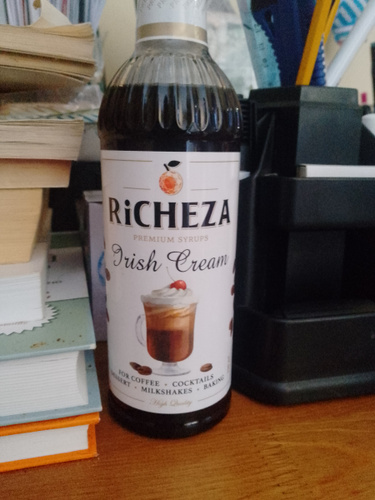 RiCHEZA
PREMIUM SYRUPS
Irish Cream
FOR COFFEE • COCKTAILS
DESSERT • MILKSHAKES • BAKING
High Quality